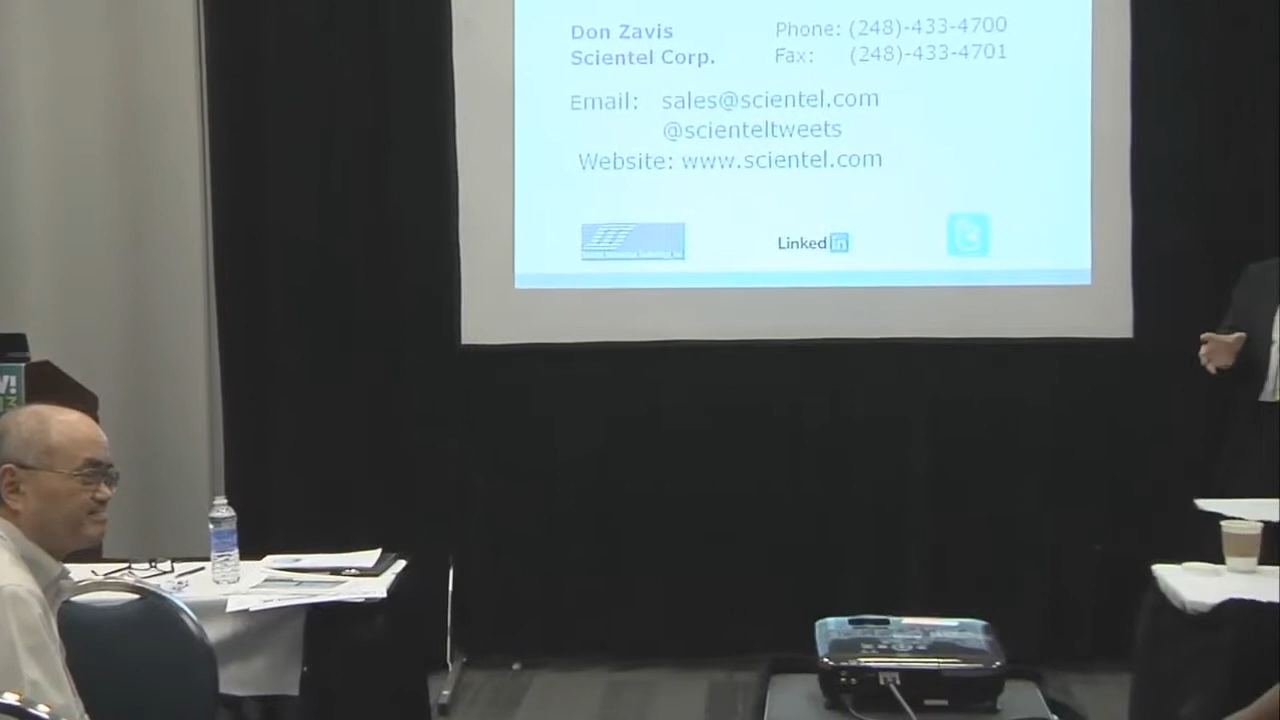 Don Zavis Phone: (248)-433-4700
Scientel Corp. Fax: (248)-433-4701
Email: sales@scientel.com
@scienteltweets
Website: www.scientel.com
Linked in